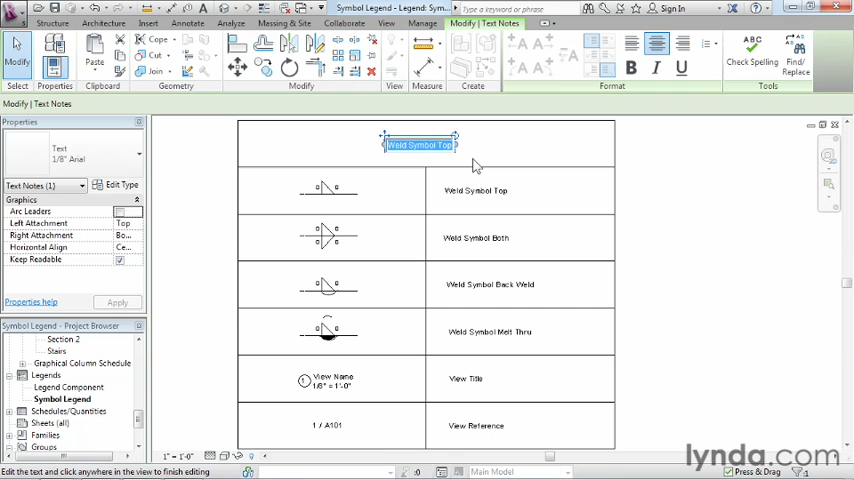 Symbol Legend - Legend: Sym...
Type a keyword or phrase
Sign In
Structure Architecture Insert Annotate Analyze Massing & Site Collaborate View Manage Modify | Text Notes
Modify
Properties
Paste
Cope
Cut
Join
Check Spelling
Find/
Replace
Select Properties Clipboard Geometry Modify Measure Create Format Tools
Modify | Text Notes
Properties
Text
1/8" Arial
Text Notes (1)
Edit Type
Graphics
Arc Leaders
Left Attachment Top
Right Attachment Bo...
Horizontal Align Ce...
Keep Readable
Properties help
Apply
Symbol Legend - Project Browser
Section 2
Stairs
Graphical Column Schedule
Legends
Legend Component
Symbol Legend
Schedules/Quantities
Sheets (all)
Families
Groups
Weld Symbol Top
Weld Symbol Top
Weld Symbol Both
Weld Symbol Back Weld
Weld Symbol Melt Thru
1 View Name
1/8" = 1'-0"
View Title
1 / A101
View Reference
1" = 1'-0"
Edit the text and click anywhere in the view to finish editing
:0
Main Model
Press & Drag
:1
lynda.com